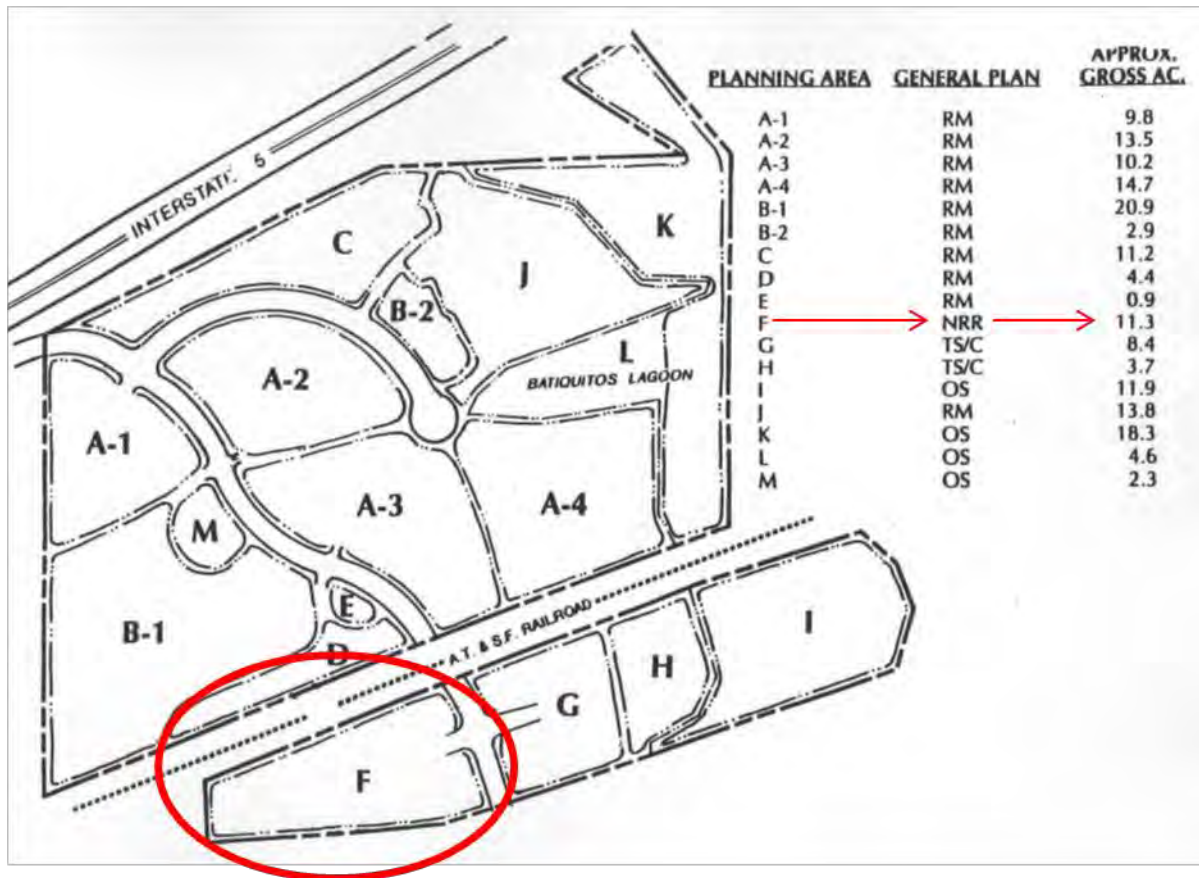 APPROX.
PLANNING AREA GENERAL PLAN GROSS AC.
A-1 RM 9.8
A-2 RM 13.5
A-3 RM 10.2
A-4 RM 14.7
B-1 RM 20.9
B-2 RM 2.9
C RM 11.2
D RM 4.4
E RM 0.9
F NRR 11.3
G TS/C 8.4
H TS/C 3.7
I OS 11.9
J RM 13.8
K OS 18.3
L OS 4.6
M OS 2.3
INTERSTATE 5
K
C
J
B-2
L
BATIQUITOS LAGOON
A-2
A-1
A-3
A-4
M
E
B-1
D
A.T. & S.F. RAILROAD
I
H
G
F